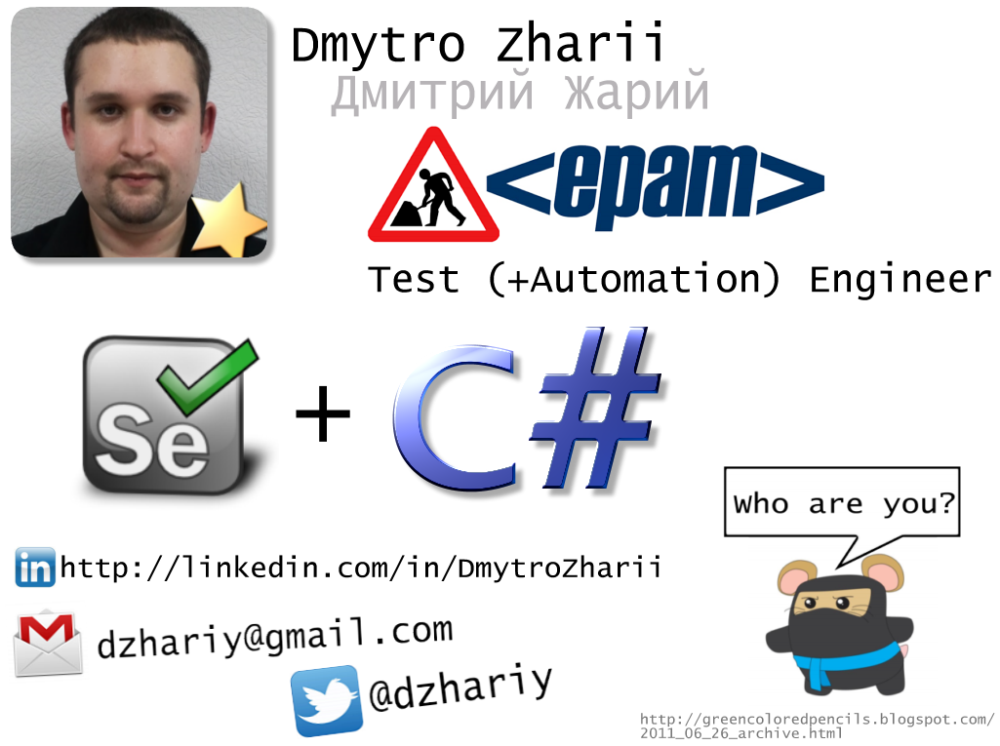 Dmytro Zharii
Дмитрий Жарий
<epam>
Test (+Automation) Engineer
Se + C#
Who are you?
in http://linkedin.com/in/DmytroZharii
dzhariy@gmail.com
@dzhariy
http://greencoloredpencils.blogspot.com/
2011_06_26_archive.html